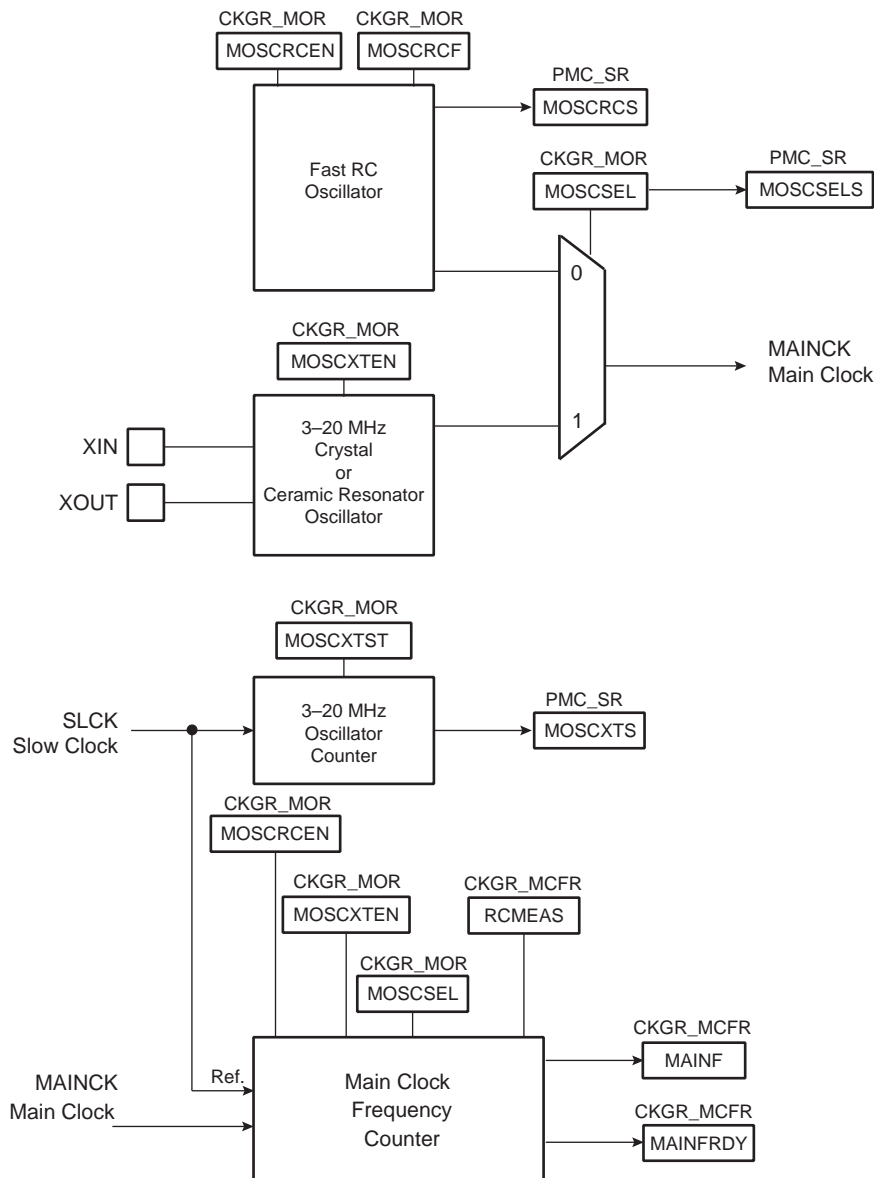 CKGR_MOR
MOSCRCEN
CKGR_MOR
MOSCRCF
PMC_SR
MOSCRCS
Fast RC
Oscillator
CKGR_MOR
MOSCSEL
PMC_SR
MOSCSELS
0
CKGR_MOR
MOSCXTEN
MAINCK
Main Clock
3–20 MHz
Crystal
or
Ceramic Resonator
Oscillator
1
XIN
XOUT
CKGR_MOR
MOSCXTST
SLCK
Slow Clock
3–20 MHz
Oscillator
Counter
PMC_SR
MOSCXTS
CKGR_MOR
MOSCRCEN
CKGR_MOR
MOSCXTEN
CKGR_MCFR
RCMEAS
CKGR_MOR
MOSCSEL
MAINCK
Main Clock
Ref.
Main Clock
Frequency
Counter
CKGR_MCFR
MAINF
CKGR_MCFR
MAINFRDY